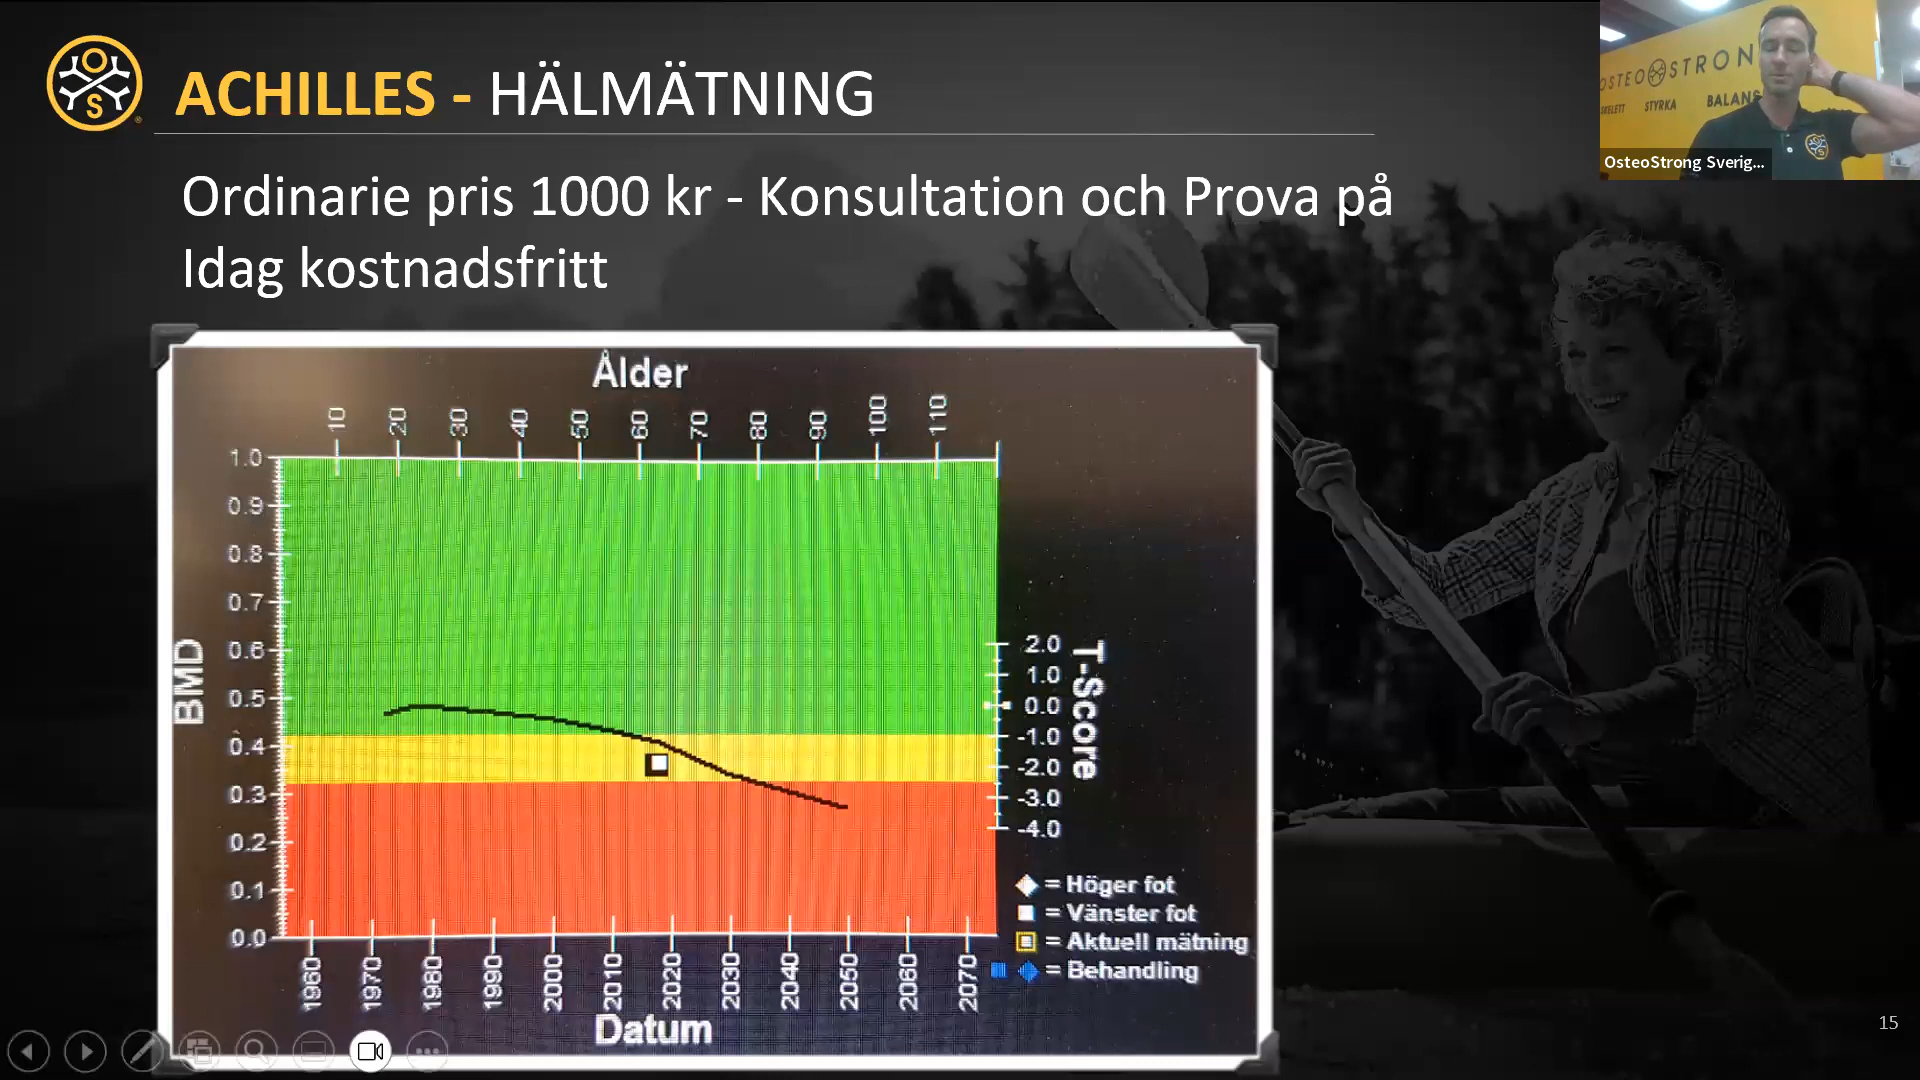 ACHILLES - HÄLMÄTNING
Ordinarie pris 1000 kr - Konsultation och Prova på
Idag kostnadsfritt
OSTEOSTRON
SKELETT STYRKA BALANS
OsteoStrong Sverig...
Ålder
10 20 30 40 50 60 70 80 90 100 110
BMD
1.0
0.9
0.8
0.7
0.6
0.5
0.4
0.3
0.2
0.1
0.0
T-Score
2.0
1.0
0.0
-1.0
-2.0
-3.0
-4.0
= Höger fot
= Vänster fot
= Aktuell mätning
= Behandling
1960 1970 1980 1990 2000 2010 2020 2030 2040 2050 2060 2070
Datum
15